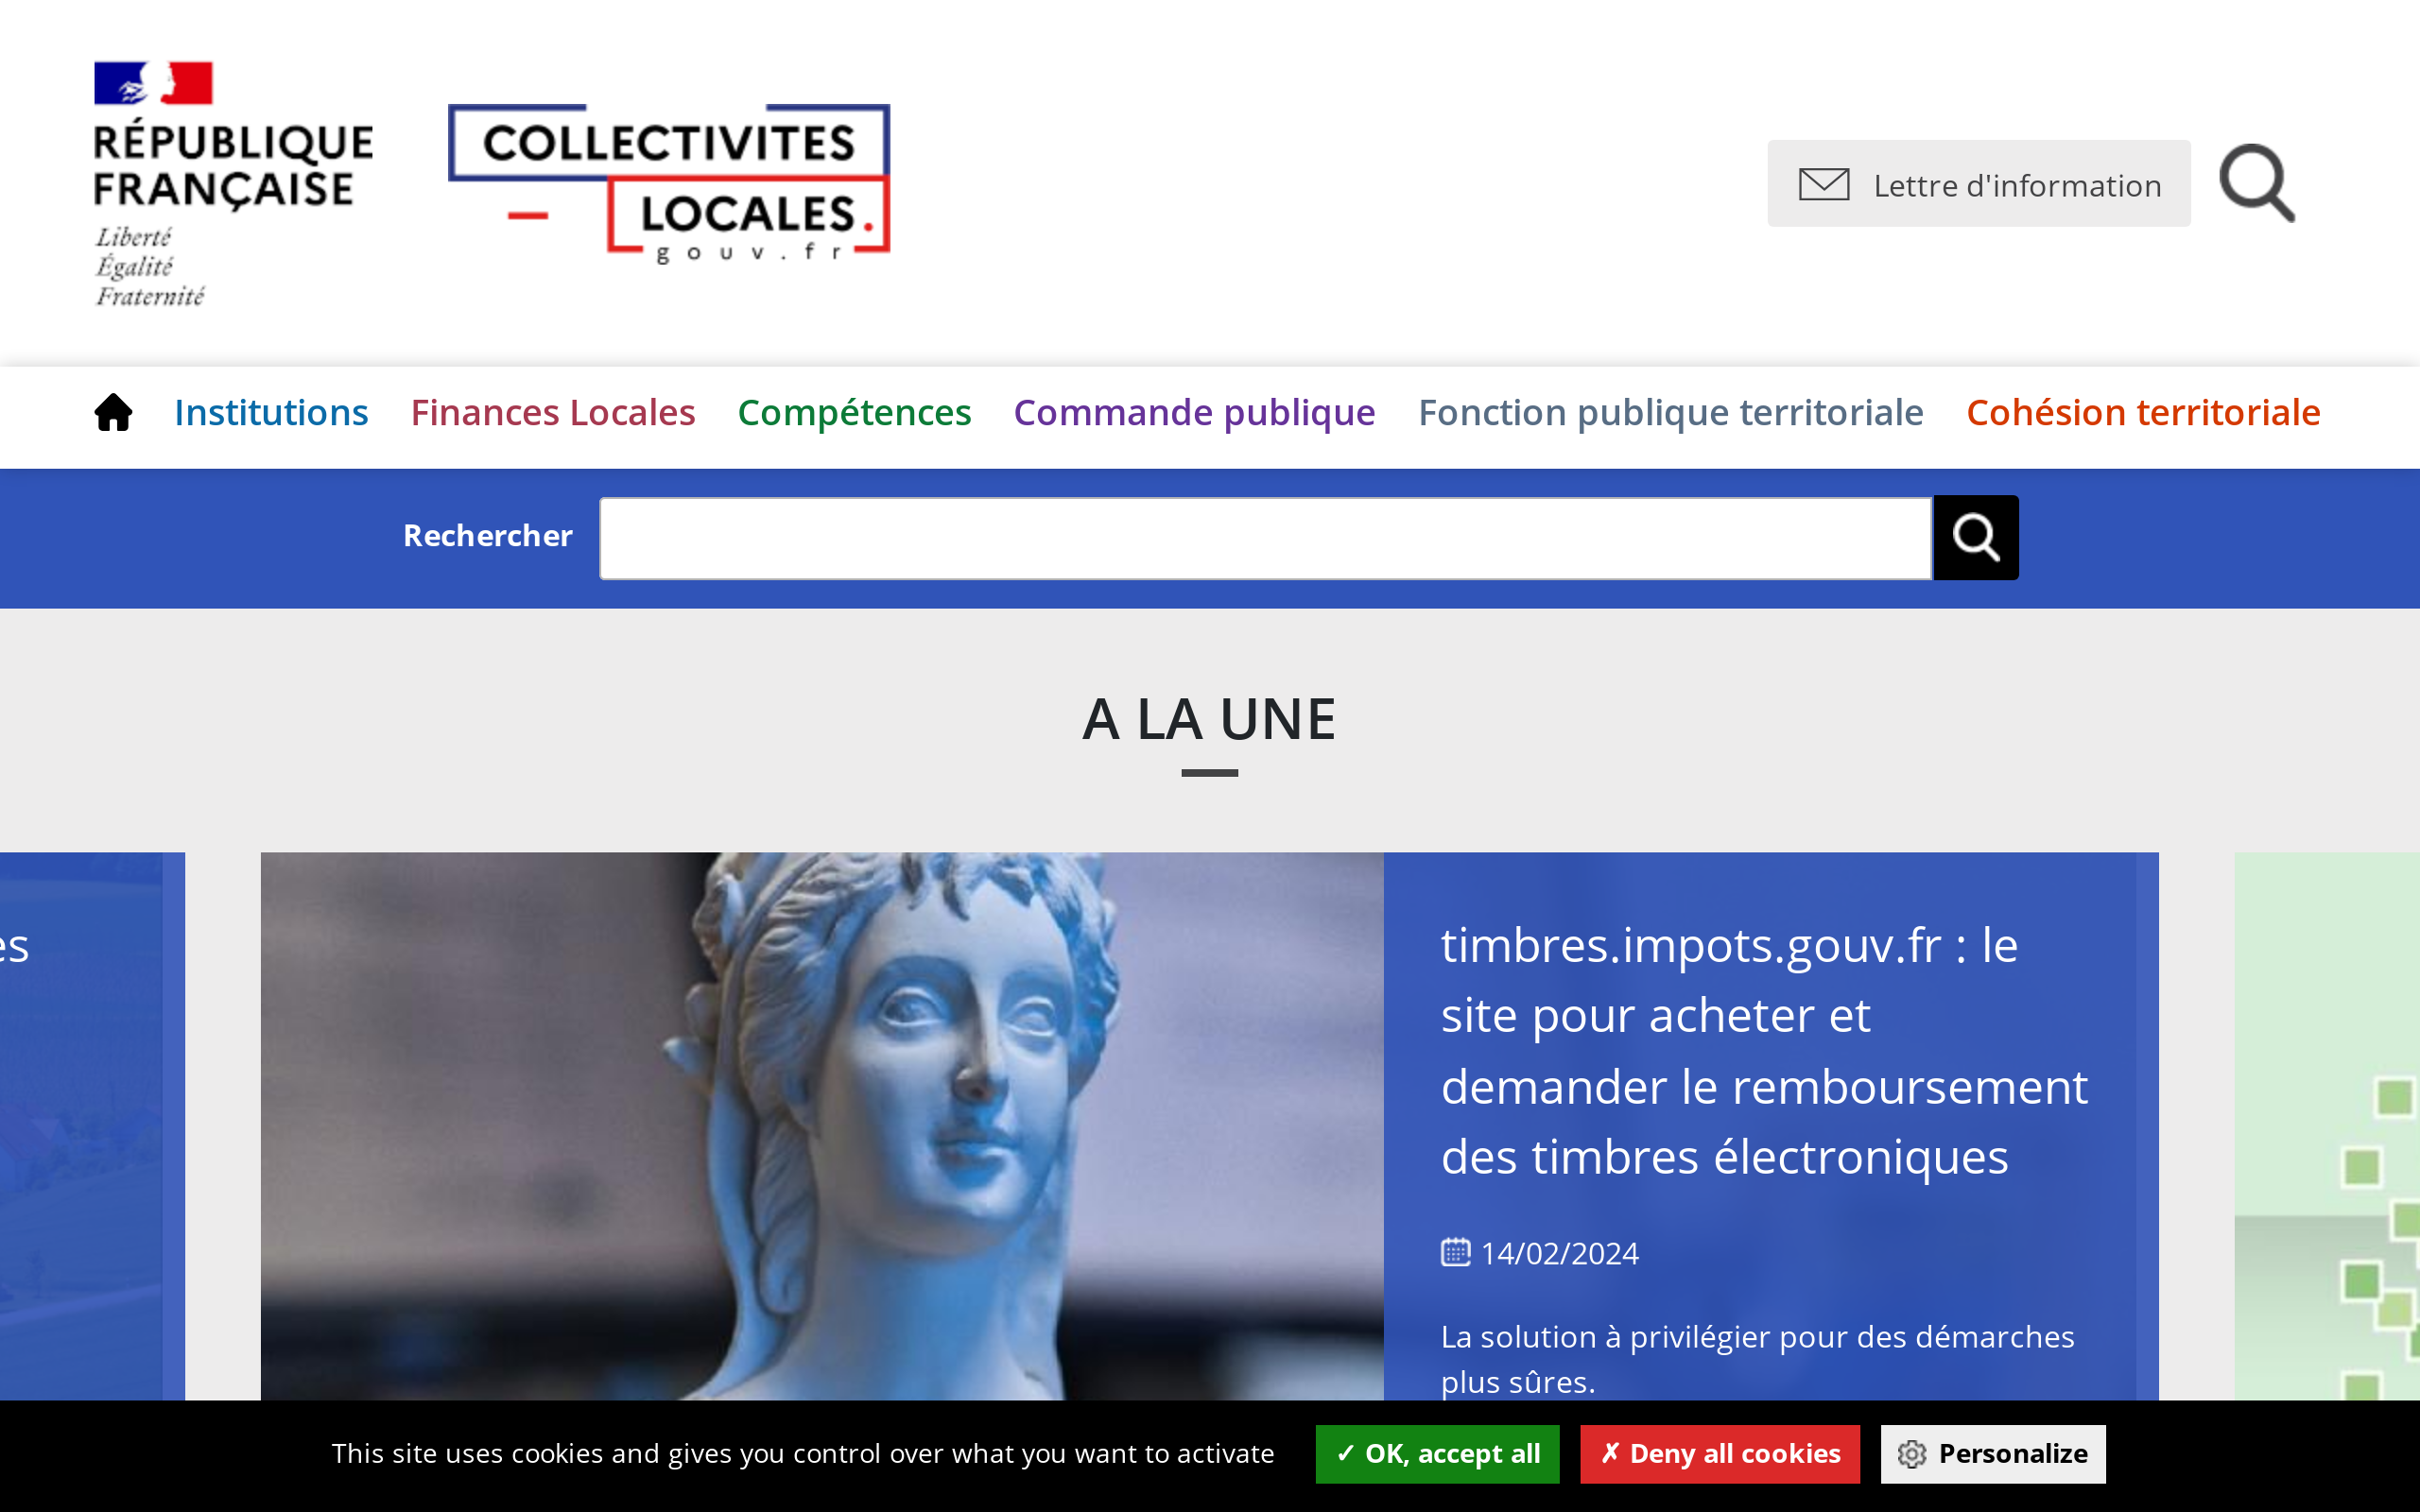 RÉPUBLIQUE
FRANÇAISE
Liberté
Égalité
Fraternité
COLLECTIVITES
LOCALES.
gouv.fr
Lettre d'information
Institutions Finances Locales Compétences Commande publique Fonction publique territoriale Cohésion territoriale
Rechercher
A LA UNE
es
timbres.impots.gouv.fr : le
site pour acheter et
demander le remboursement
des timbres électroniques
14/02/2024
La solution à privilégier pour des démarches
plus sûres.
This site uses cookies and gives you control over what you want to activate
✓ OK, accept all
✗ Deny all cookies
Personalize